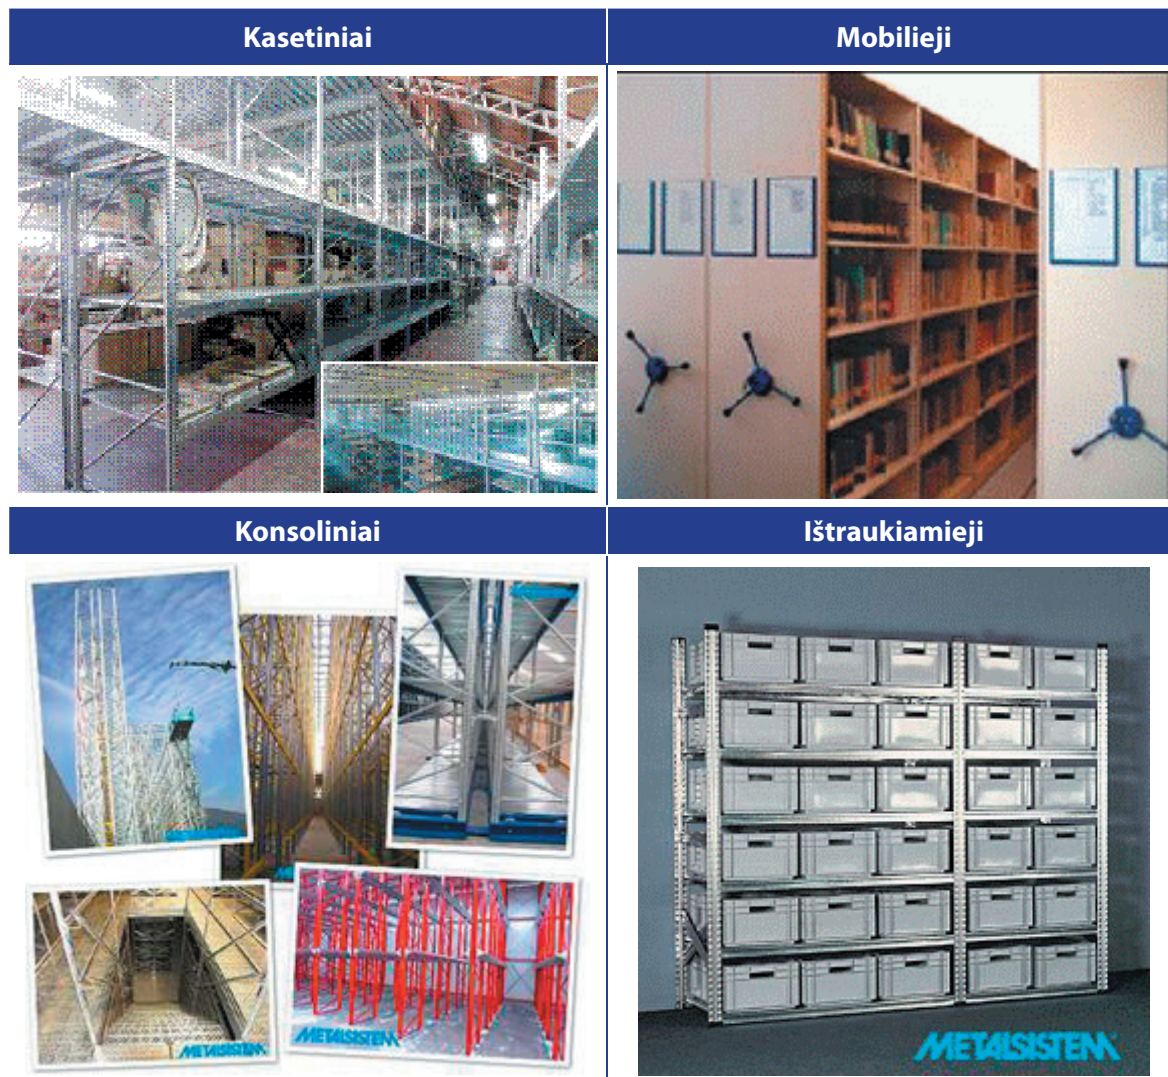 Kasetiniai
Mobilieji
Konsoliniai
Ištraukiamieji
METALSISTEM
METALSISTEM
METALSISTEM